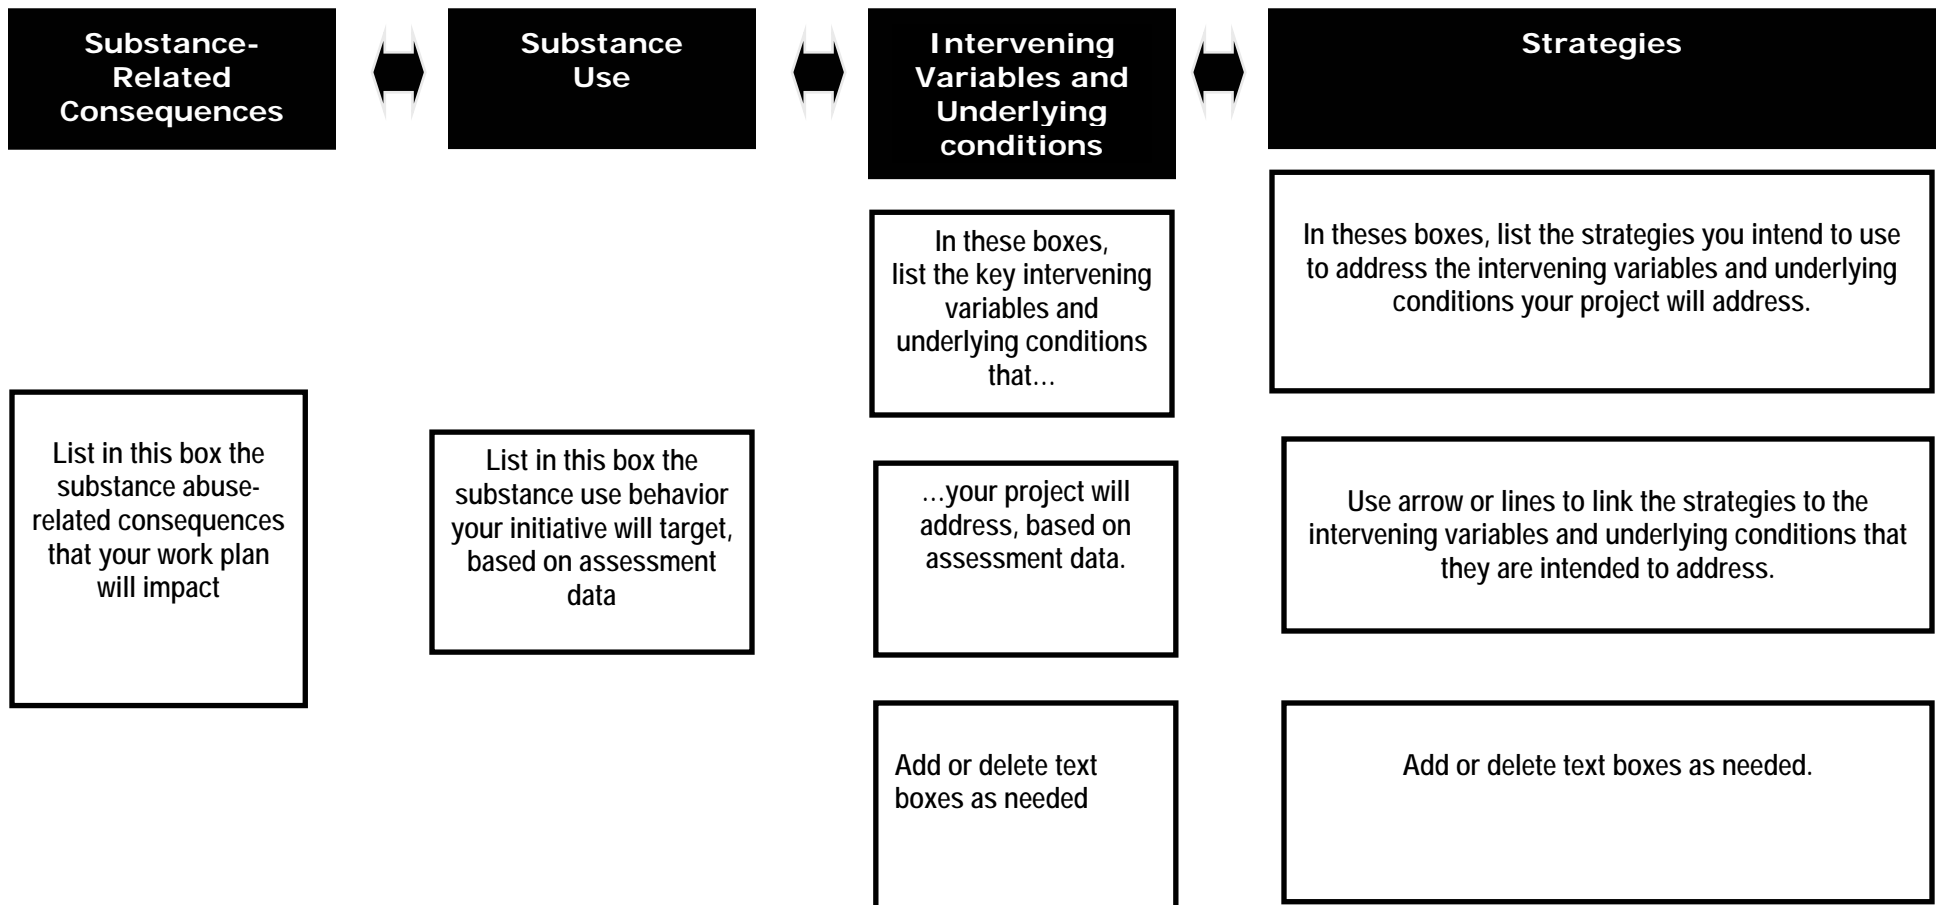 Substance-
Related
Consequences
Substance
Use
Intervening
Variables and
Underlying
conditions
Strategies
List in this box the
substance abuse-
related consequences
that your work plan
will impact
List in this box the
substance use behavior
your initiative will target,
based on assessment
data
In these boxes,
list the key intervening
variables and
underlying conditions
that…
…your project will
address, based on
assessment data.
Add or delete text
boxes as needed
In theses boxes, list the strategies you intend to use
to address the intervening variables and underlying
conditions your project will address.
Use arrow or lines to link the strategies to the
intervening variables and underlying conditions that
they are intended to address.
Add or delete text boxes as needed.